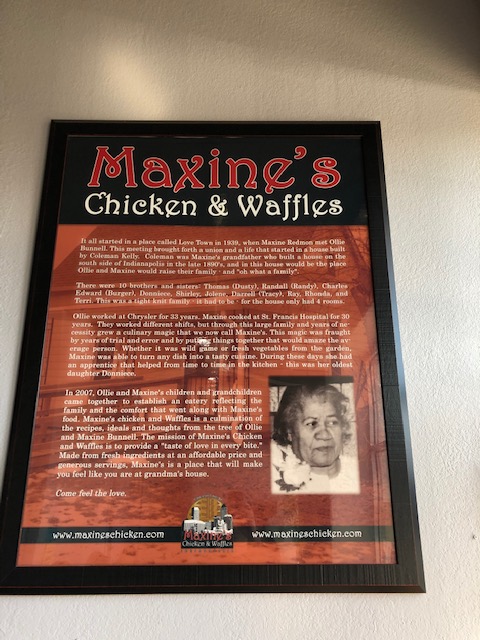 Maxine's
Chicken & Waffles
It all started in a place called Love Town in 1939, when Maxine Redmon met Ollie
Bunnell. This meeting brought forth a union and a life that started in a house built
by Coleman Kelly. Coleman was Maxine's grandfather who built a house on the
south side of Indianapolis in the late 1890's, and in this house would be the place
Ollie and Maxine would raise their family - and "oh what a family".
There were 10 brothers and sisters: Thomas (Dusty), Randall (Randy), Charles
Edward (Burger), Donniece, Shirley, Jolene, Darrell (Tracy), Ray, Rhonda, and
Terri. This was a tight knit family - it had to be - for the house only had 4 rooms.
Ollie worked at Chrysler for 33 years. Maxine cooked at St. Francis Hospital for 30
years. They worked different shifts, but through this large family and years of ne-
cessity grew a culinary magic that we now call Maxine's. This magic was fraught
by years of trial and error and by putting things together that would amaze the av-
erage person. Whether it was wild game or fresh vegetables from the garden,
Maxine was able to turn any dish into a tasty cuisine. During these days she had
an apprentice that helped from time to time in the kitchen - this was her oldest
daughter Donniece.
In 2007, Ollie and Maxine's children and grandchildren
came together to establish an eatery reflecting the
family and the comfort that went along with Maxine's
food. Maxine's chicken and Waffles is a culmination of
the recipes, ideals and thoughts from the tree of Ollie
and Maxine Bunnell. The mission of Maxine's Chicken
and Waffles is to provide a "taste of love in every bite."
Made from fresh ingredients at an affordable price and
generous servings, Maxine's is a place that will make
you feel like you are at grandma's house.
Come feel the love.
www.maxineschicken.com
Maxine's
Chicken & Waffles
www.maxineschicken.com